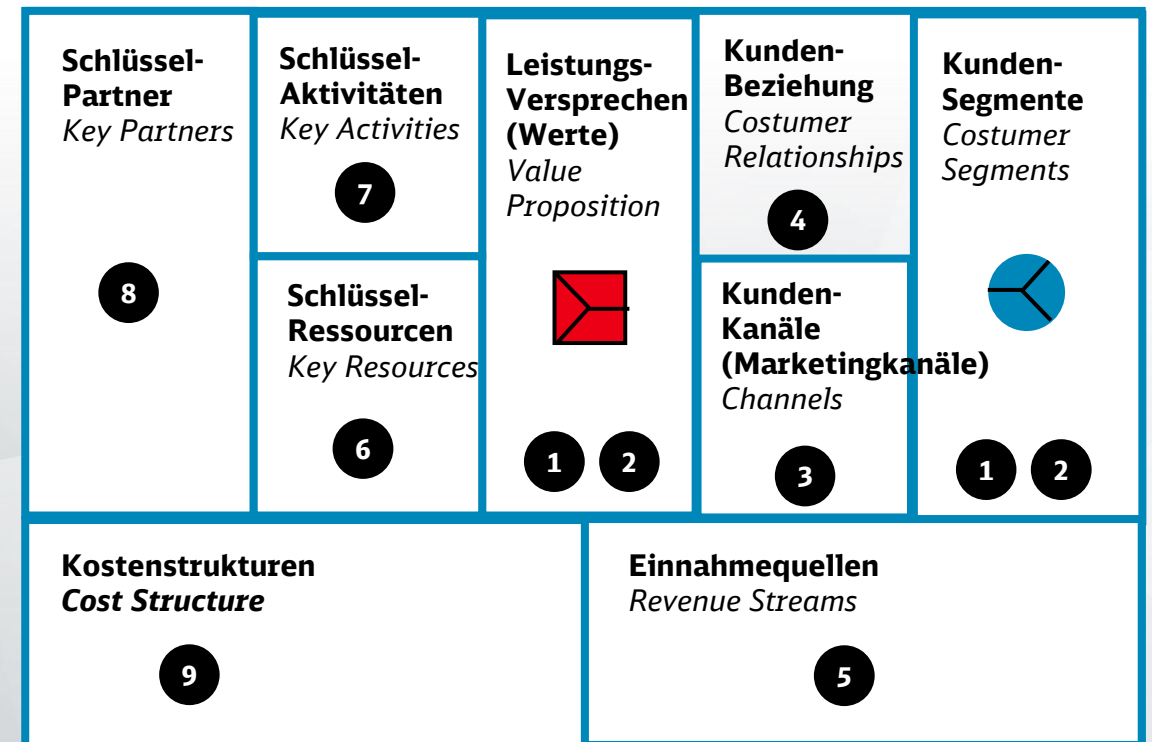 Schlüssel-
Partner
Key Partners
8
Schlüssel-
Aktivitäten
Key Activities
7
Schlüssel-
Ressourcen
Key Resources
6
Leistungs-
Versprechen
(Werte)
Value
Proposition
1 2
Kunden-
Beziehung
Costumer
Relationships
4
Kunden-
Kanäle
(Marketingkanäle)
Channels
3
Kunden-
Segmente
Costumer
Segments
1 2
Kostenstrukturen
Cost Structure
9
Einnahmequellen
Revenue Streams
5